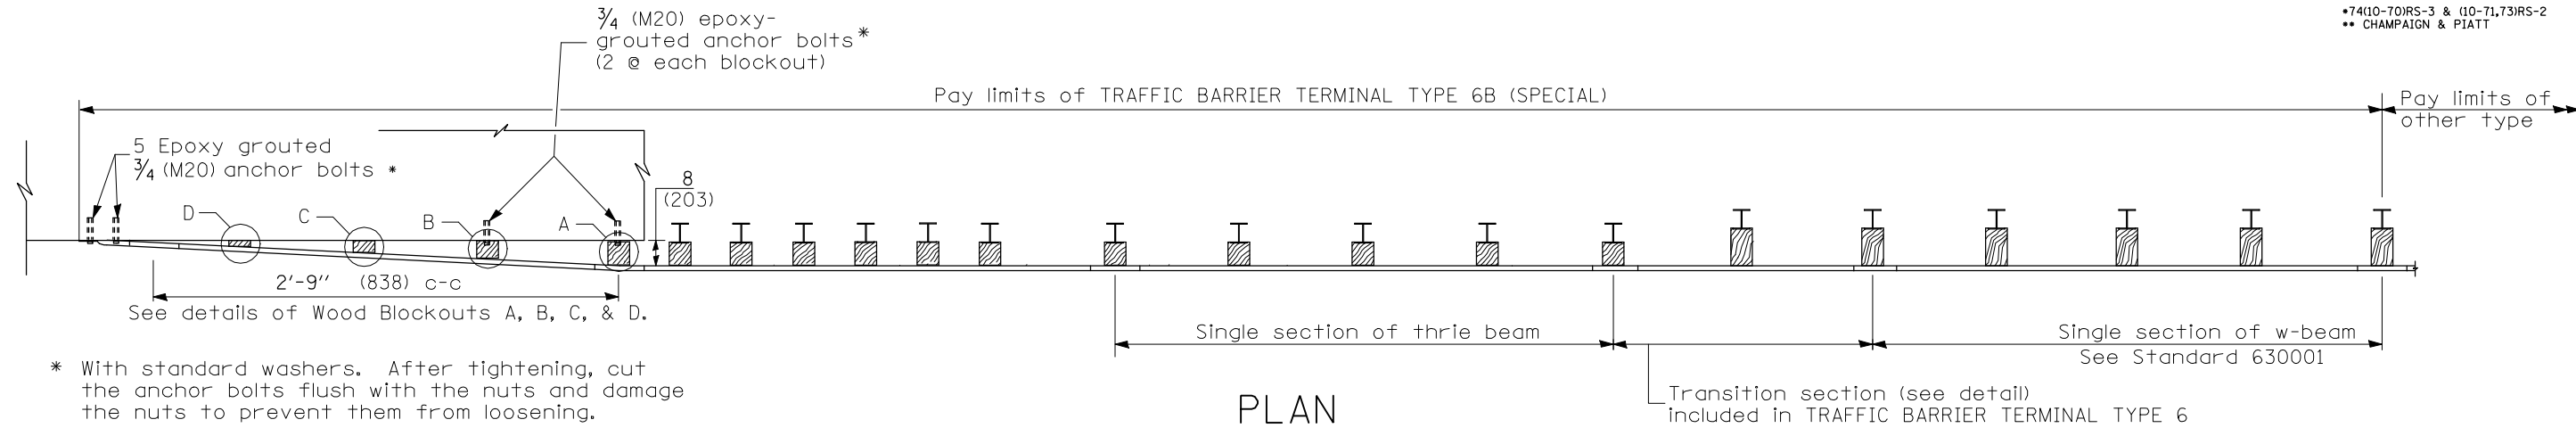 *74(10-70)RS-3 & (10-71,73)RS-2
** CHAMPAIGN & PIATT
3/4 (M20) epoxy-
grouted anchor bolts*
(2 @ each blockout)
Pay limits of TRAFFIC BARRIER TERMINAL TYPE 6B (SPECIAL)
Pay limits of
other type
5 Epoxy grouted
3/4 (M20) anchor bolts *
8
(203)
D
C
B
A
2'-9" (838) c-c
See details of Wood Blockouts A, B, C, & D.
Single section of thrie beam
Single section of w-beam
See Standard 630001
* With standard washers. After tightening, cut
the anchor bolts flush with the nuts and damage
the nuts to prevent them from loosening.
Transition section (see detail)
included in TRAFFIC BARRIER TERMINAL TYPE 6
PLAN